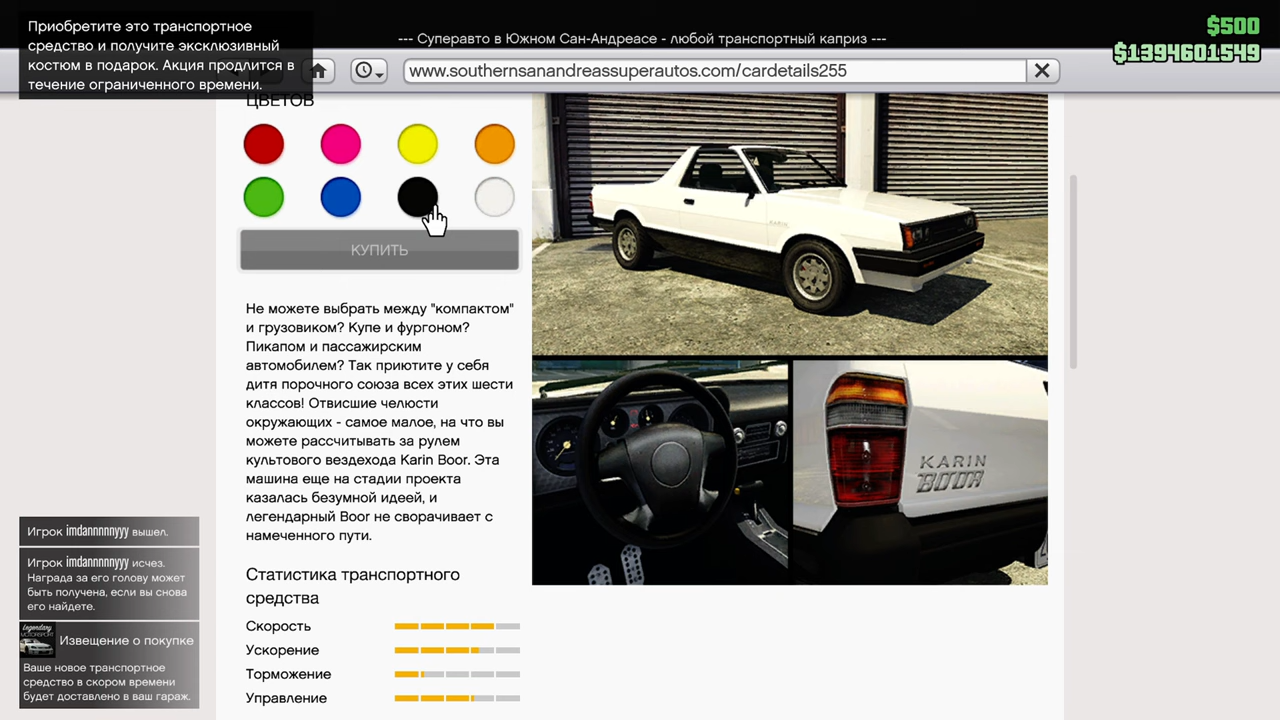 Приобретите это транспортное
средство и получите эксклюзивный
костюм в подарок. Акция продлится в
течение ограниченного времени.
--- Суперавто в Южном Сан-Андреасе - любой транспортный каприз ---
$500
$1394601549
www.southernsanandreassuperautos.com/cardetails255
ЦВЕТОВ
КУПИТЬ
Не можете выбрать между "компактом"
и грузовиком? Купе и фургоном?
Пикапом и пассажирским
автомобилем? Так приютите у себя
дитя порочного союза всех этих шести
классов! Отвисшие челюсти
окружающих - самое малое, на что вы
можете рассчитывать за рулем
культового вездехода Karin Boor. Эта
машина еще на стадии проекта
казалась безумной идеей, и
легендарный Boor не сворачивает с
намеченного пути.
Статистика транспортного
средства
Скорость
Ускорение
Торможение
Управление
KARIN
BOOR
Игрок imdannnnnyyy вышел.
Игрок imdannnnnyyy исчез.
Награда за его голову может
быть получена, если вы снова
его найдете.
Legendary
MOTORSPORT
Извещение о покупке
Ваше новое транспортное
средство в скором времени
будет доставлено в ваш гараж.